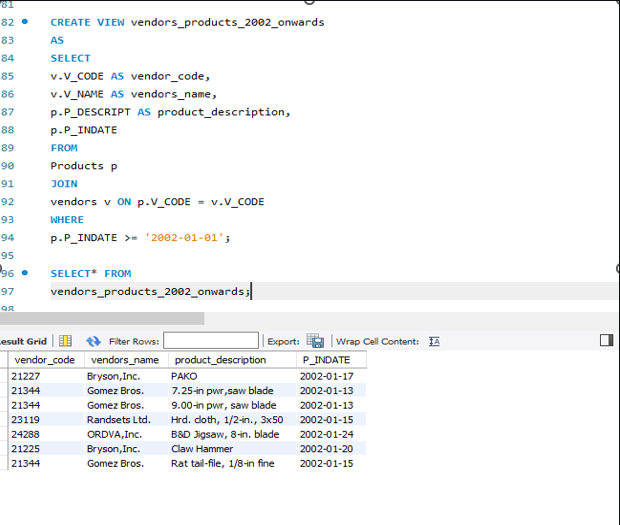 81
82 CREATE VIEW vendors_products_2002_onwards
83 AS
84 SELECT
85 v.V_CODE AS vendor_code,
86 v.V_NAME AS vendors_name,
87 p.P_DESCRIPT AS product_description,
88 p.P_INDATE
89 FROM
90 Products p
91 JOIN
92 vendors v ON p.V_CODE = v.V_CODE
93 WHERE
94 p.P_INDATE >= '2002-01-01';
95
96 SELECT* FROM
97 vendors_products_2002_onwards;
98
esult Grid Filter Rows: Export: Wrap Cell Content:
vendor_code vendors_name product_description P_INDATE
21227 Bryson,Inc. PAKO 2002-01-17
21344 Gomez Bros. 7.25-in pwr,saw blade 2002-01-13
21344 Gomez Bros. 9.00-in pwr, saw blade 2002-01-13
23119 Randsets Ltd. Hrd. cloth, 1/2-in., 3x50 2002-01-15
24288 ORDVA,Inc. B&D Jigsaw, 8-in. blade 2002-01-24
21225 Bryson,Inc. Claw Hammer 2002-01-20
21344 Gomez Bros. Rat tail-file, 1/8-in fine 2002-01-15